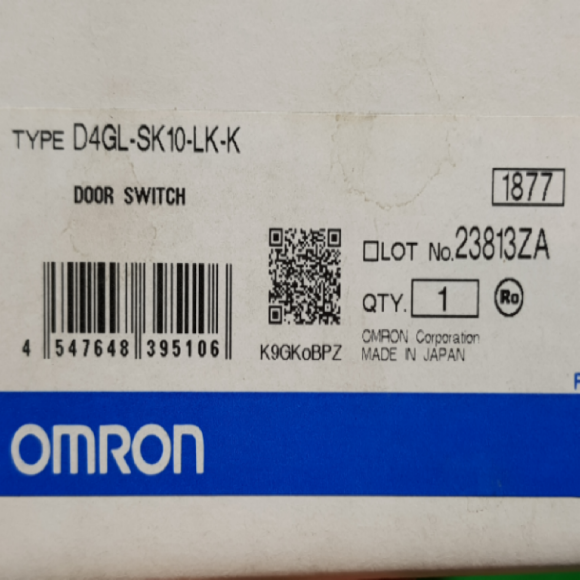 TYPE D4GL-SK10-LK-K
DOOR SWITCH
1877
LOT No. 23813ZA
QTY. 1
Ro
4 547648 395106
K9GKoBPZ
OMRON Corporation
MADE IN JAPAN
OMRON